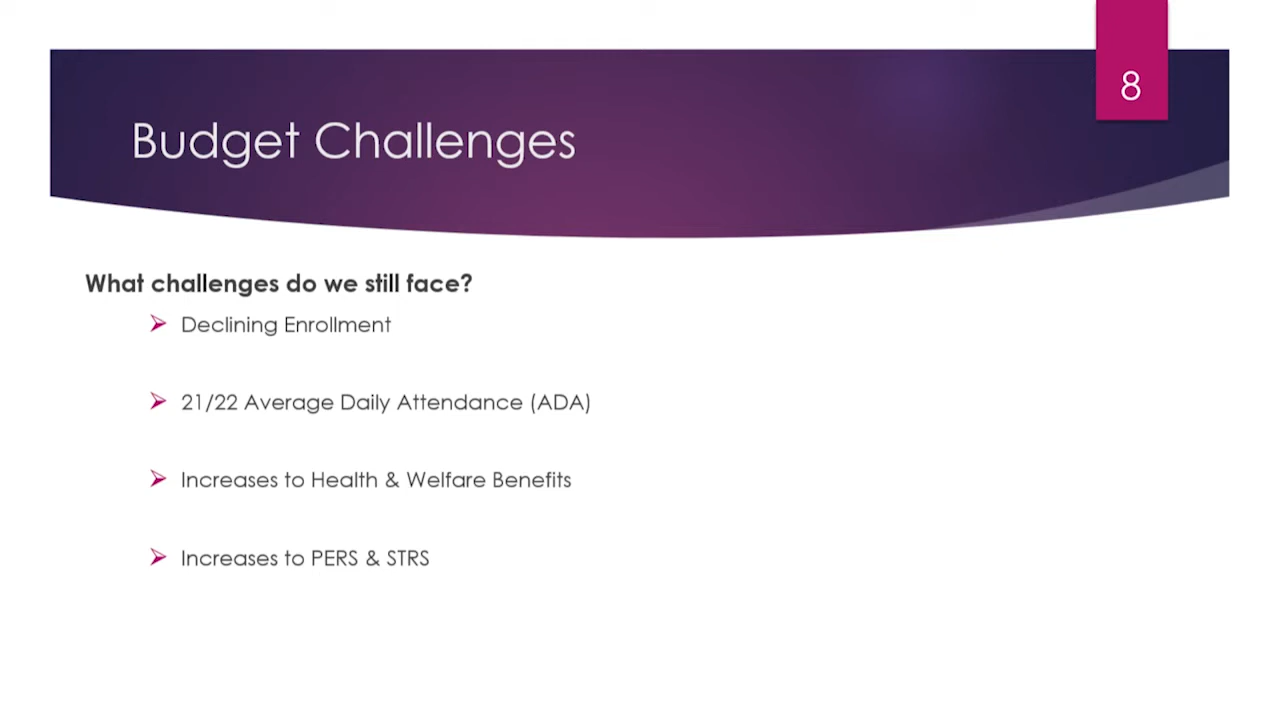 8
Budget Challenges
What challenges do we still face?
Declining Enrollment
21/22 Average Daily Attendance (ADA)
Increases to Health & Welfare Benefits
Increases to PERS & STRS